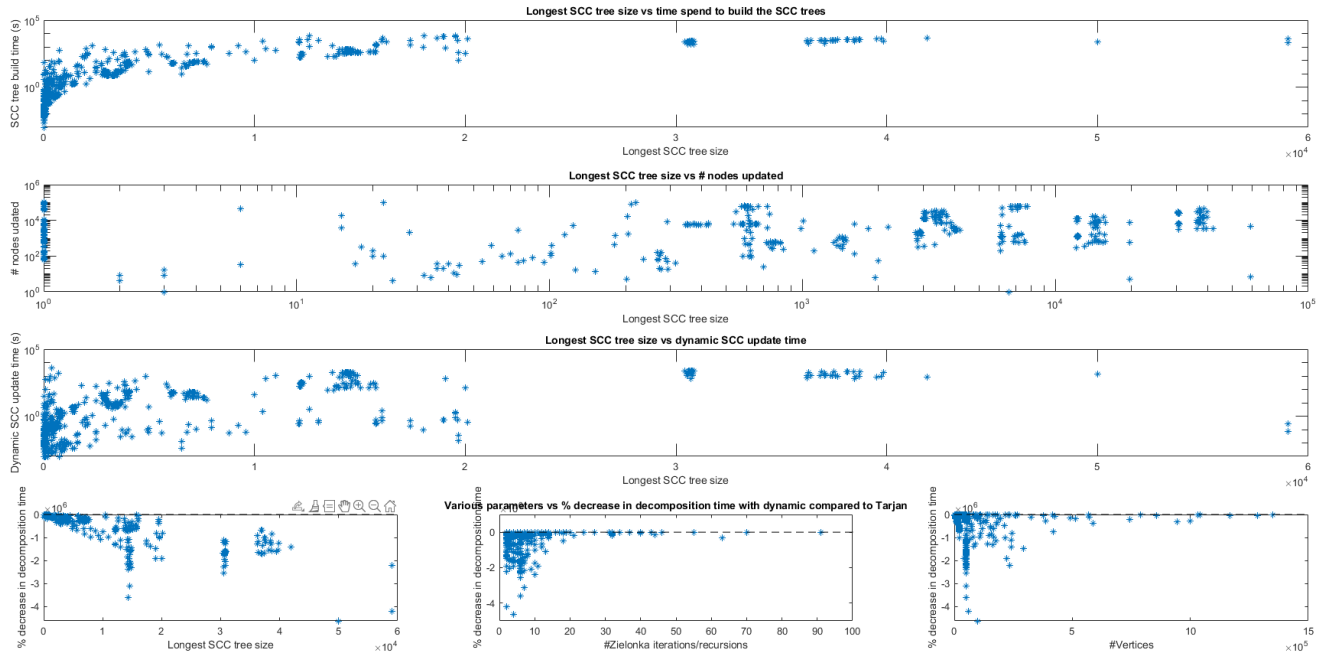 Longest SCC tree size vs time spend to build the SCC trees
SCC tree build time (s)
10^5
10^0
0 1 2 3 4 5 6
Longest SCC tree size
×10^4
Longest SCC tree size vs # nodes updated
# nodes udated
10^6
10^4
10^2
10^0
10^0 10^1 10^2 10^3 10^4 10^5
Longest SCC tree size
Longest SCC tree size vs dynamic SCC update time
Dynamic SCC update time (s)
10^5
10^0
0 1 2 3 4 5 6
Longest SCC tree size
×10^4
Various parameters vs % decrease in decomposition time with dynamic compared to Tarjan
% decrease in decomposition time
×10^6
0
-1
-2
-3
-4
0 1 2 3 4 5 6
Longest SCC tree size
×10^4
% decrease in decomposition time
0
-2
-4
0 10 20 30 40 50 60 70 80 90 100
#Zielonka iterations/recursions
% decrease in decomposition time
×10^6
0
-1
-2
-3
-4
0 5 10 15
#Vertices
×10^5